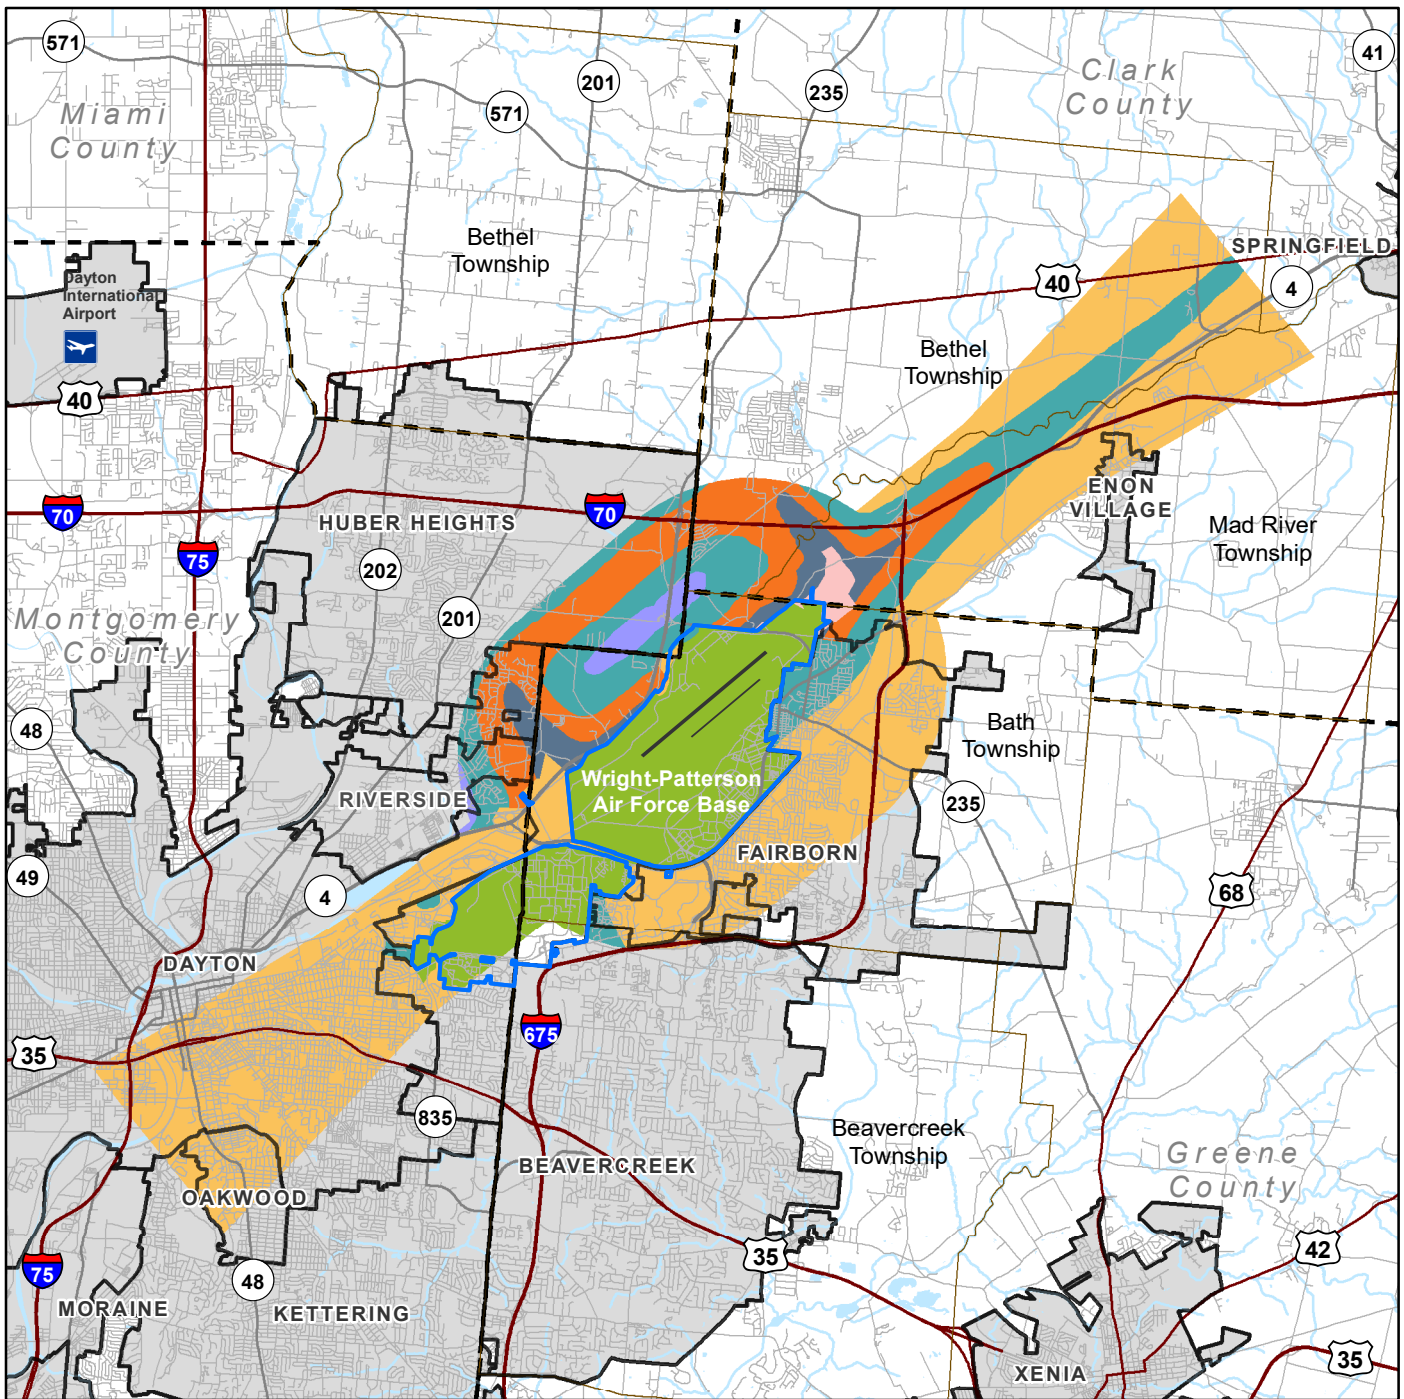 571
201
571
235
41
Clark
County
Miami
County
Bethel
Township
SPRINGFIELD
Dayton
International
Airport
40
4
40
Bethel
Township
ENON
VILLAGE
70
HUBER HEIGHTS
70
75
202
201
Mad River
Township
Montgomery
County
48
Bath
Township
Wright-Patterson
Air Force Base
RIVERSIDE
235
FAIRBORN
49
4
68
DAYTON
35
675
835
Beavercreek
Township
BEAVERCREEK
Greene
County
OAKWOOD
35
42
75
48
MORAINE
KETTERING
35
XENIA